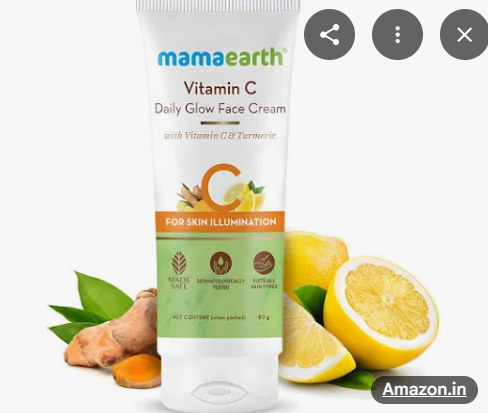 mamaearth®
Vitamin C
Daily Glow Face Cream
with Vitamin C & Turmeric
C
FOR SKIN ILLUMINATION
MADE SAFE
DERMATOLOGICALLY TESTED
SUITS ALL SKIN TYPES
NET CONTENT (when packed) 80 g
Amazon.in